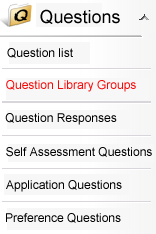 Q Questions
Question list
Question Library Groups
Question Responses
Self Assessment Questions
Application Questions
Preference Questions